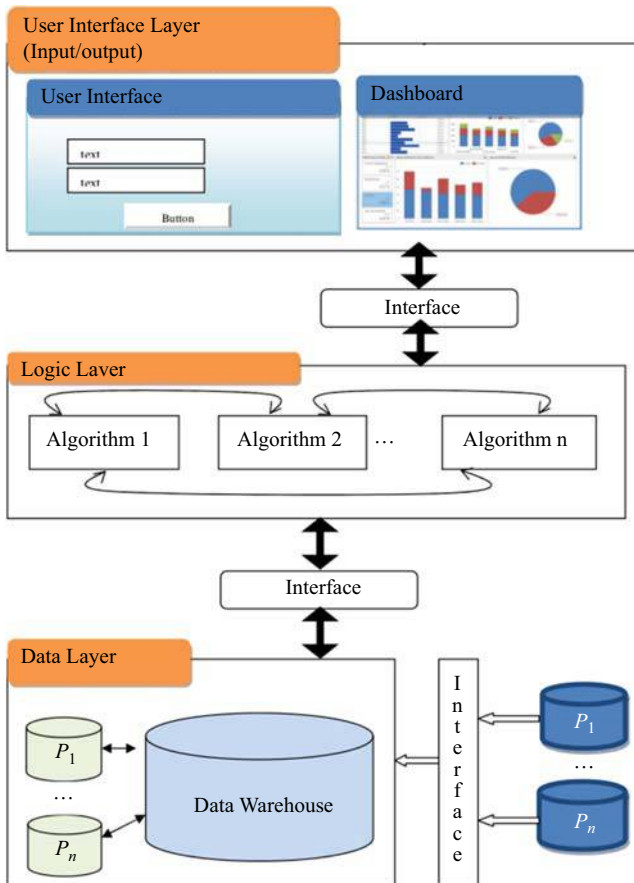 User Interface Layer
(Input/output)
User Interface
Dashboard
text
text
Button
Interface
Logic Layer
Algorithm 1
Algorithm 2
...
Algorithm n
Interface
Data Layer
P1
...
Pn
Data Warehouse
Interface
P1
...
Pn